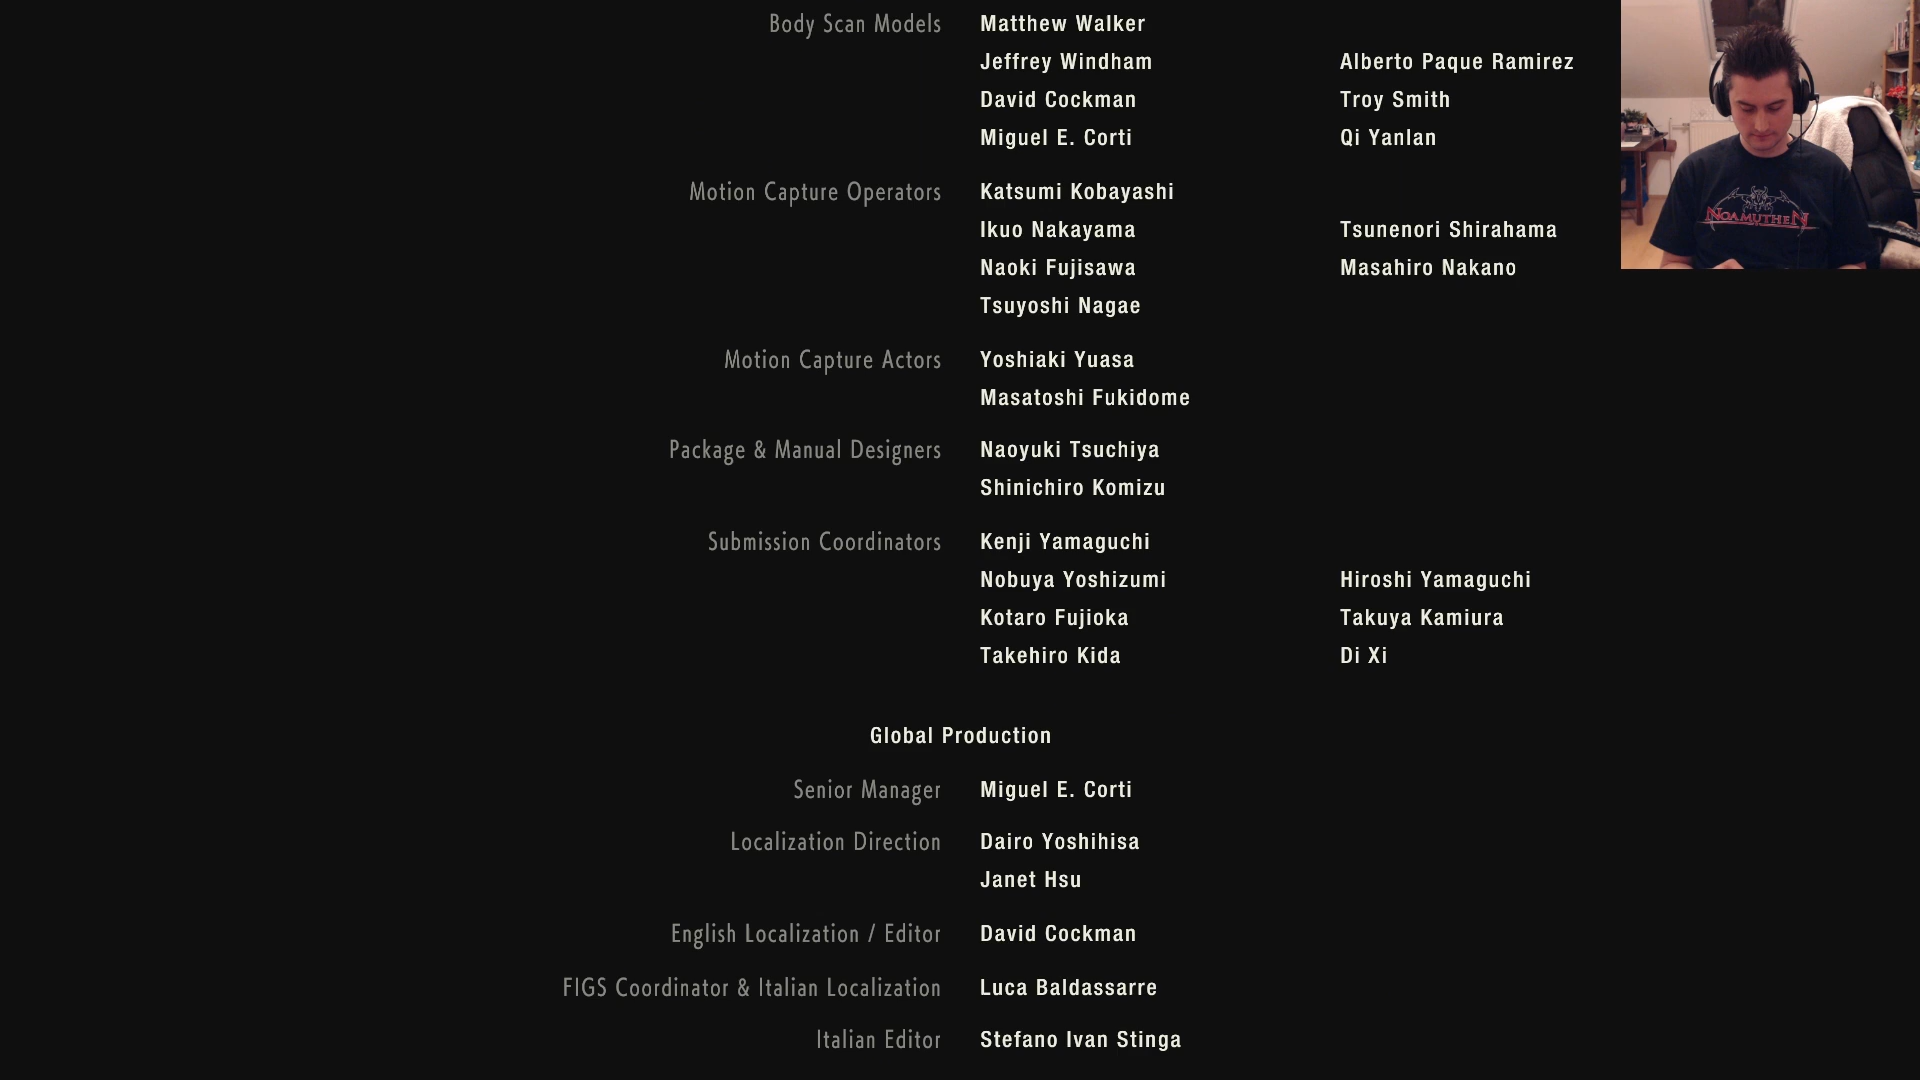 Body Scan Models Matthew Walker
Jeffrey Windham Alberto Paque Ramirez
David Cockman Troy Smith
Miguel E. Corti Qi Yanlan
Motion Capture Operators Katsumi Kobayashi
Ikuo Nakayama Tsunenori Shirahama
Naoki Fujisawa Masahiro Nakano
Tsuyoshi Nagae
Motion Capture Actors Yoshiaki Yuasa
Masatoshi Fukidome
Package & Manual Designers Naoyuki Tsuchiya
Shinichiro Komizu
Submission Coordinators Kenji Yamaguchi
Nobuya Yoshizumi Hiroshi Yamaguchi
Kotaro Fujioka Takuya Kamiura
Takehiro Kida Di Xi
Global Production
Senior Manager Miguel E. Corti
Localization Direction Dairo Yoshihisa
Janet Hsu
English Localization / Editor David Cockman
FIGS Coordinator & Italian Localization Luca Baldassarre
Italian Editor Stefano Ivan Stinga
NOAMUTHEN